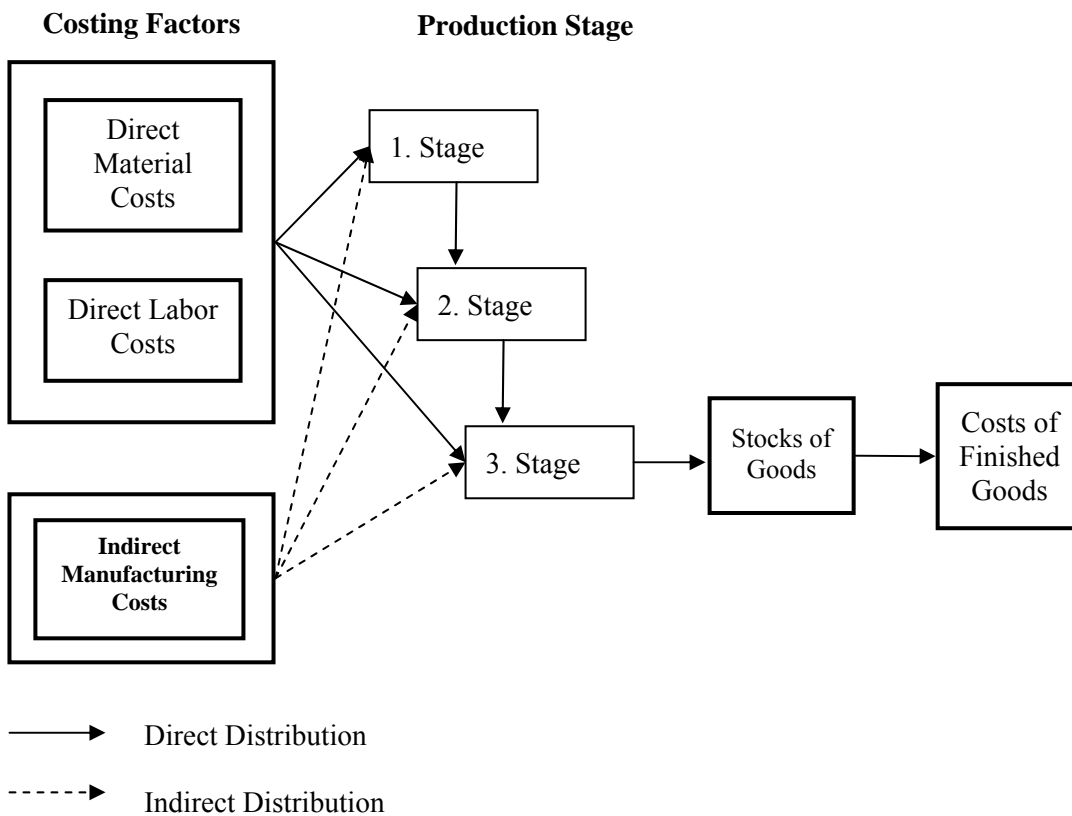 Costing Factors
Production Stage
Direct
Material
Costs
Direct Labor
Costs
Indirect
Manufacturing
Costs
1. Stage
2. Stage
3. Stage
Stocks of
Goods
Costs of
Finished
Goods
Direct Distribution
Indirect Distribution